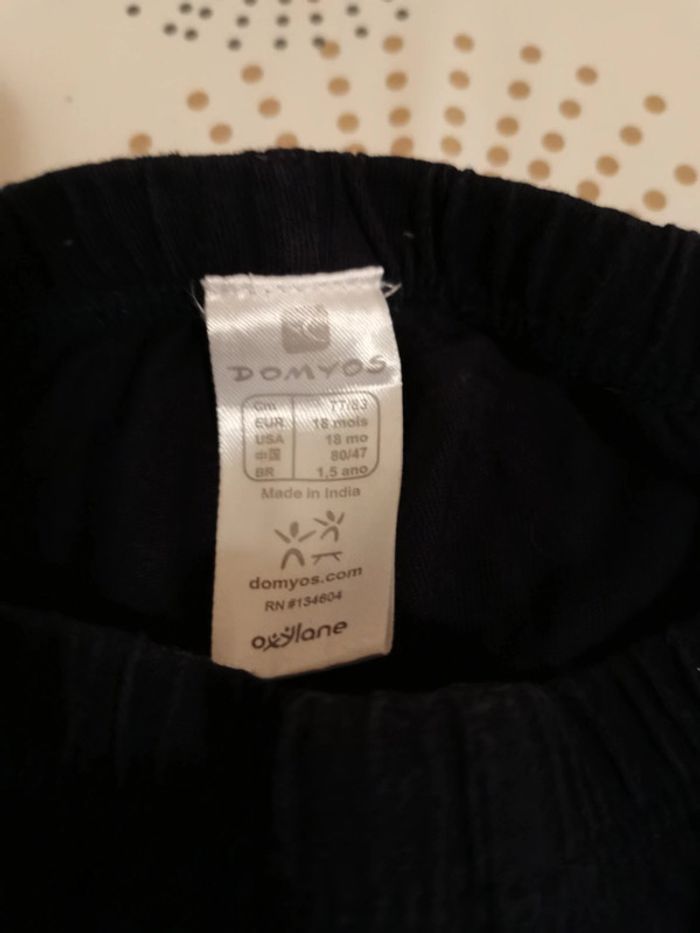 DOMYOS
Cm 77/83
EUR 18 mois
USA 18 mo
中国 80/47
BR 1,5 ano
Made in India
domyos.com
RN #134604
oxylane